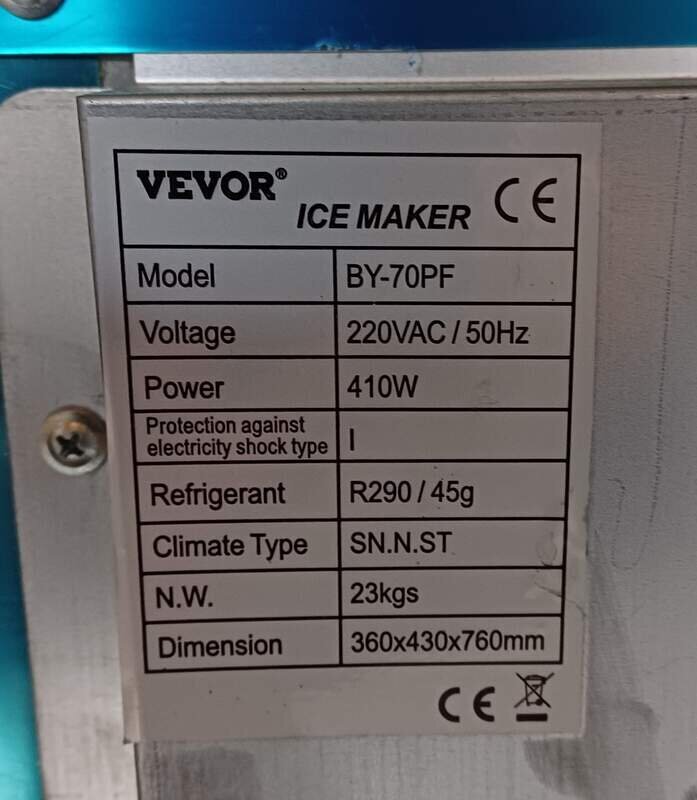 VEVOR®
ICE MAKER CE
Model BY-70PF
Voltage 220VAC / 50Hz
Power 410W
Protection against
electricity shock type I
Refrigerant R290 / 45g
Climate Type SN.N.ST
N.W. 23kgs
Dimension 360x430x760mm
CE